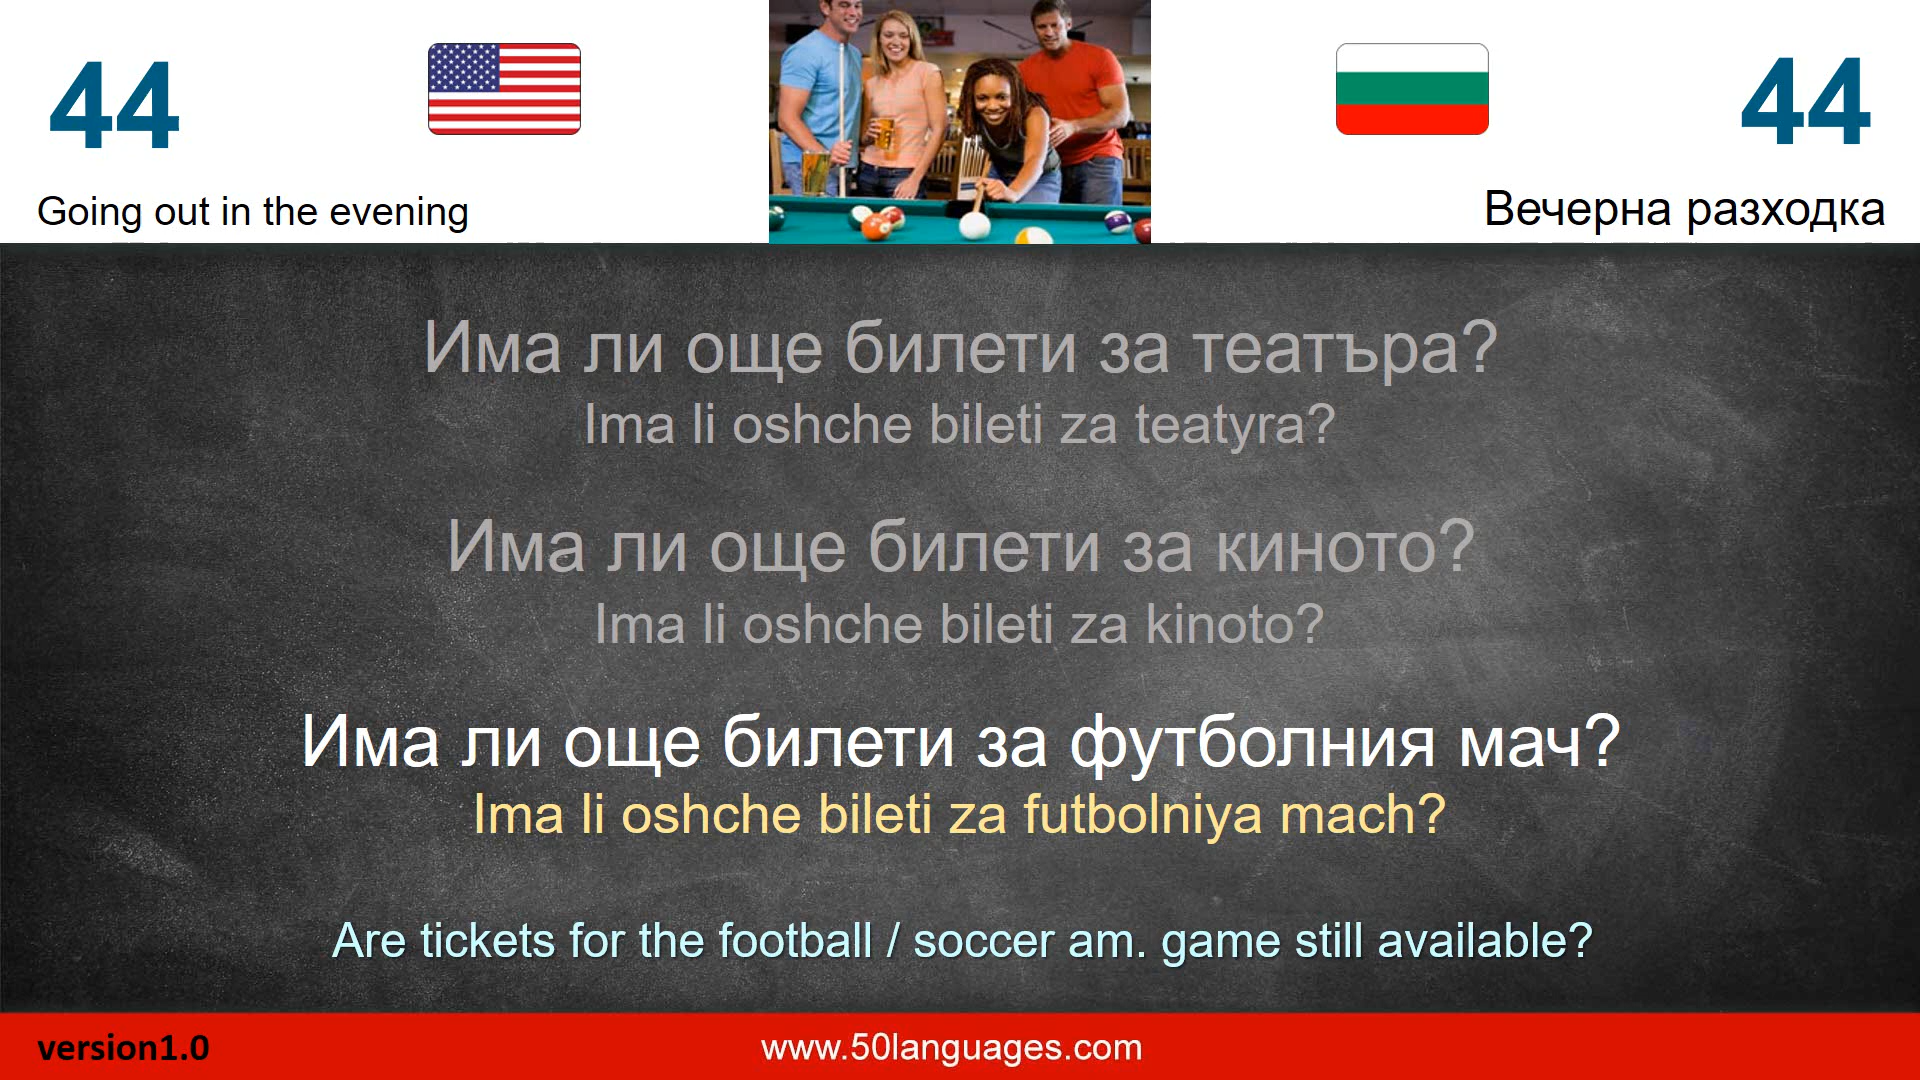 44
44
Going out in the evening
Вечерна разходка
Има ли още билети за театъра?
Ima li oshche bileti za teatyra?
Има ли още билети за киното?
Ima li oshche bileti za kinoto?
Има ли още билети за футболния мач?
Ima li oshche bileti za futbolniya mach?
Are tickets for the football / soccer am. game still available?
version1.0
www.50languages.com